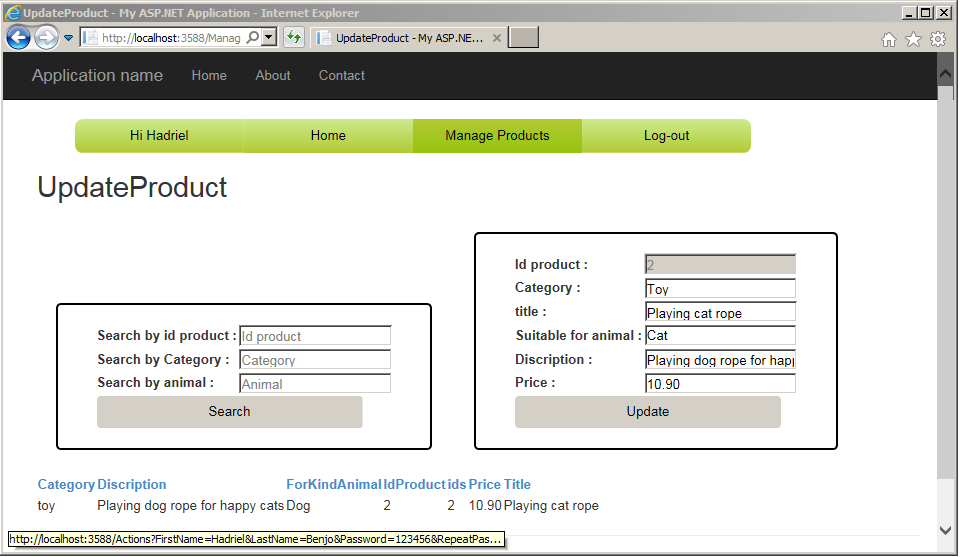 UpdateProduct - My ASP.NET Application - Internet Explorer
http://localhost:3588/Manag
UpdateProduct - My ASP.NE...
Application name Home About Contact
Hi Hadriel Home Manage Products Log-out
UpdateProduct
Search by id product : Id product
Search by Category : Category
Search by animal : Animal
Search
Id product : 2
Category : Toy
title : Playing cat rope
Suitable for animal : Cat
Discription : Playing dog rope for happ
Price : 10.90
Update
Category Discription ForKindAnimal IdProduct ids Price Title
toy Playing dog rope for happy cats Dog 2 2 10.90 Playing cat rope
http://localhost:3588/Actions?FirstName=Hadriel&LastName=Benjo&Password=123456&RepeatPas...